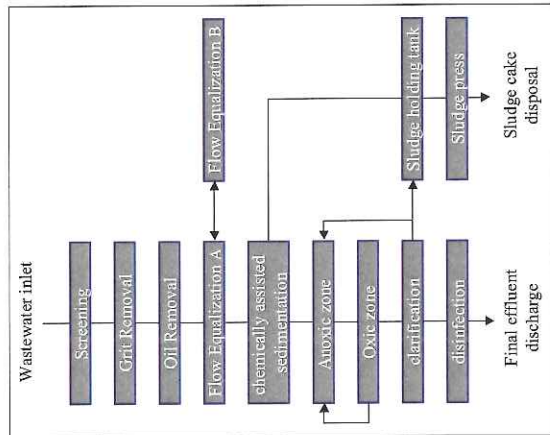 Wastewater inlet
Screening
Grit Removal
Oil Removal
Flow Equalization A
Flow Equalization B
chemically assisted
sedimentation
Anoxic zone
Oxic zone
clarification
disinfection
Final effluent
discharge
Sludge holding tank
Sludge press
Sludge cake
disposal